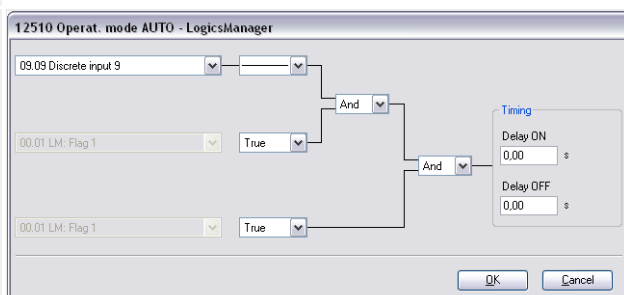 12510 Operat. mode AUTO - LogicsManager
09.09 Discrete input 9
And
Timing
Delay ON
00.01 LM: Flag 1 True
0,00 s
And
Delay OFF
0,00 s
00.01 LM: Flag 1 True
OK Cancel